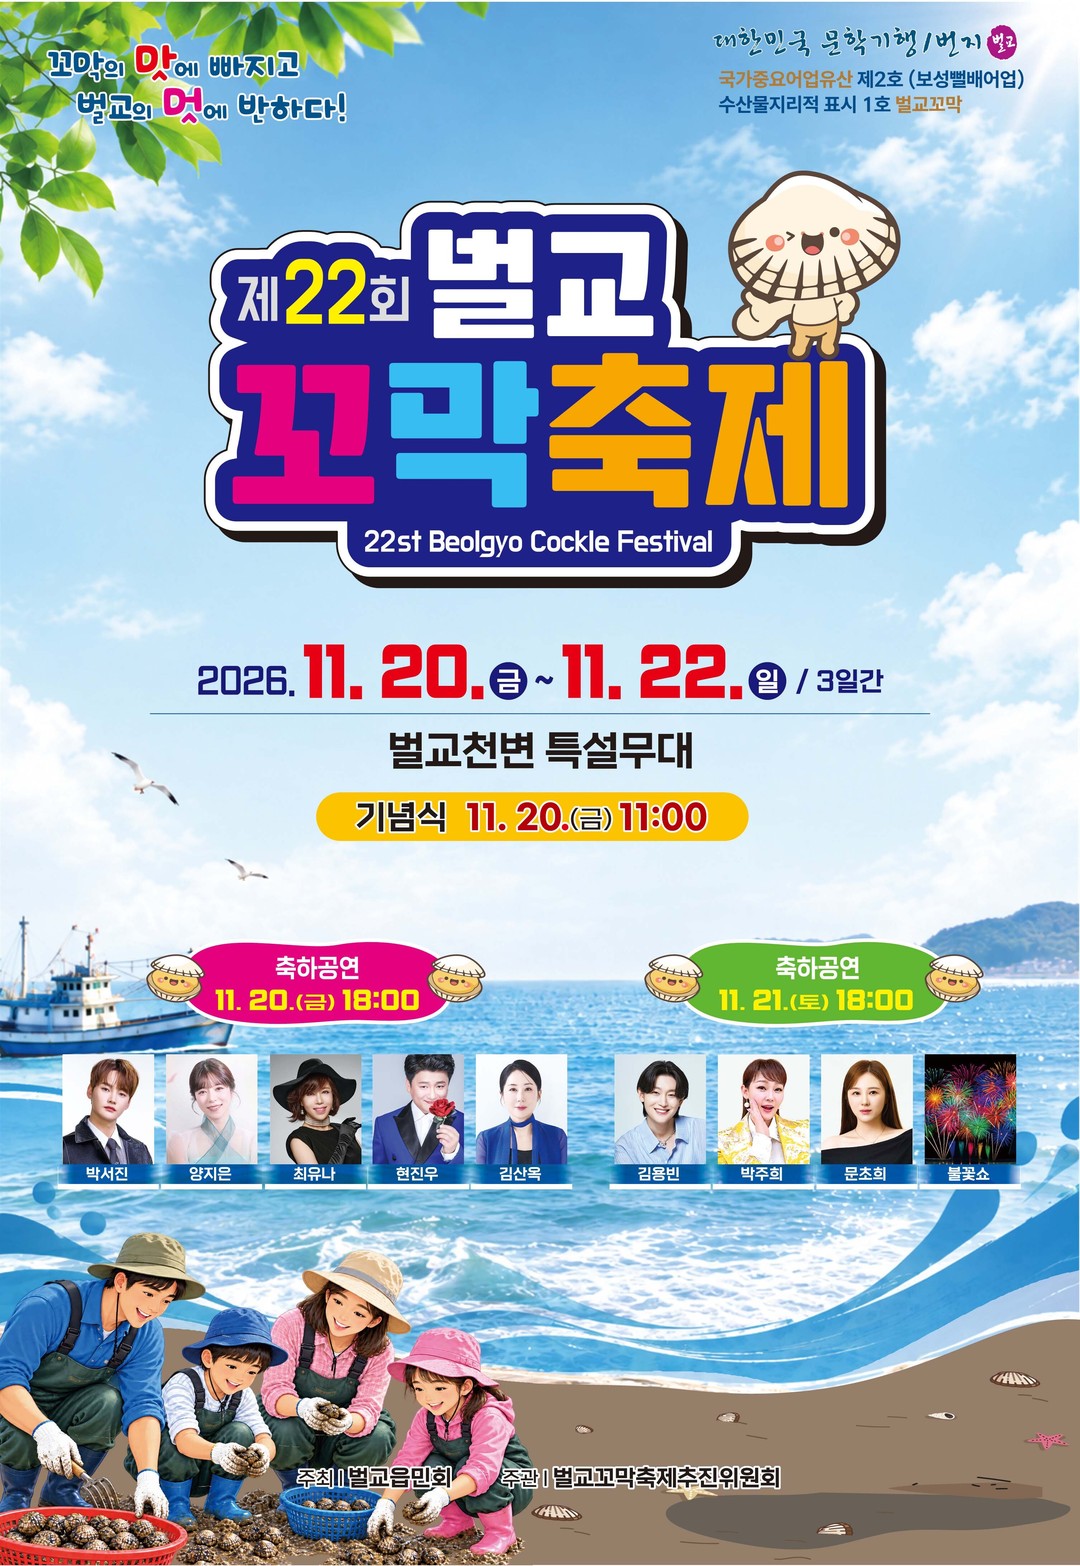 꼬막의 맛에 빠지고
벌교의 멋에 반하다!
대한민국 문학기행/번지 벌교
국가중요어업유산 제2호 (보성뻘배어업)
수산물지리적 표시 1호 벌교꼬막
제22회 벌교
꼬막축제
22st Beolgyo Cockle Festival
2026. 11. 20. 금 ~ 11. 22. 일 / 3일간
벌교천변 특설무대
기념식 11. 20.(금) 11:00
축하공연
11. 20.(금) 18:00
박서진 양지은 최유나 현진우 김산옥
축하공연
11. 21.(토) 18:00
김용빈 박주희 문초희 불꽃쇼
주최 | 벌교읍민회 주관 | 벌교꼬막축제추진위원회